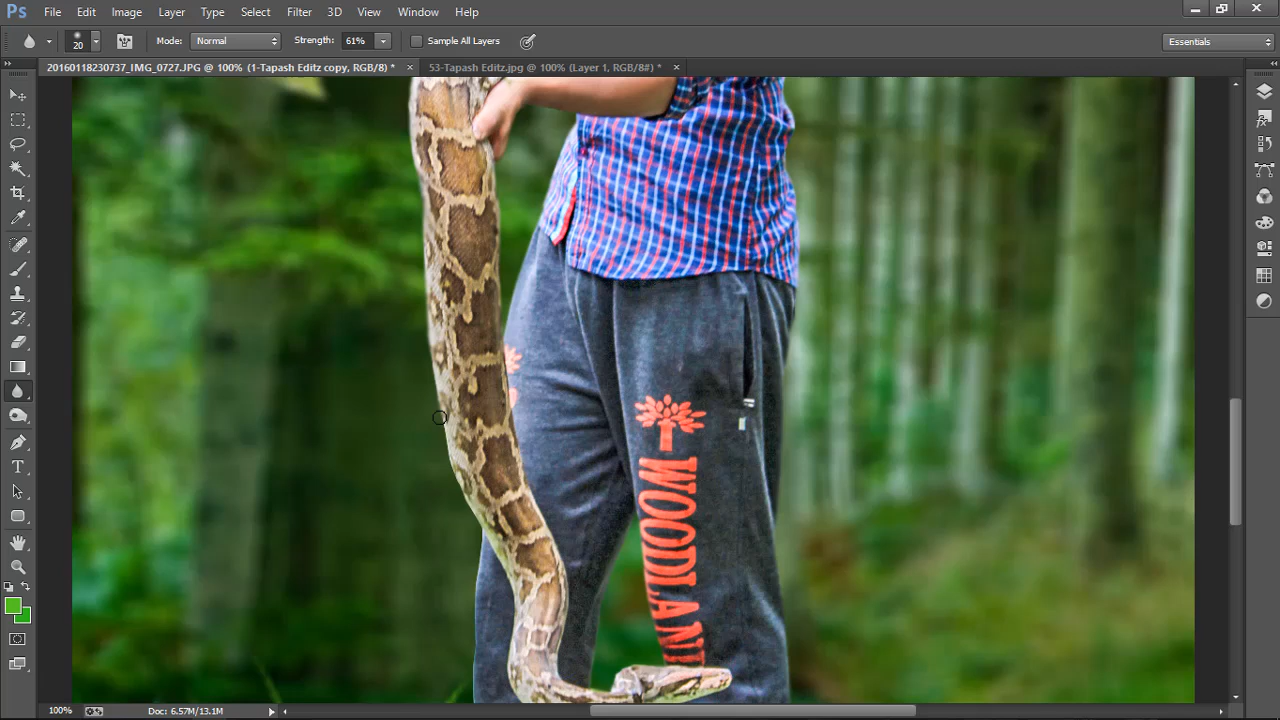 Ps File Edit Image Layer Type Select Filter 3D View Window Help
20 Mode: Normal Strength: 61% Sample All Layers Essentials
20160118230737_IMG_0727.JPG @ 100% (1-Tapash Editz copy, RGB/8) * × 53-Tapash Editz.jpg @ 100% (Layer 1, RGB/8#) * ×
WOODLAN
100% Doc: 6.57M/13.1M